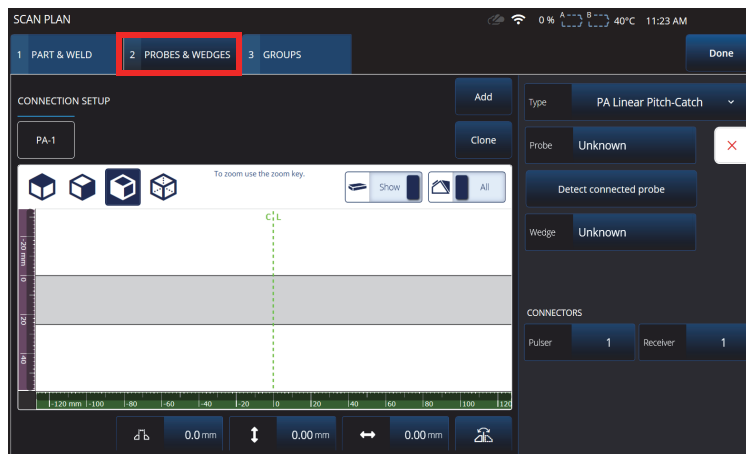 SCAN PLAN
0 % A B 40°C 11:23 AM
1 PART & WELD 2 PROBES & WEDGES 3 GROUPS Done
CONNECTION SETUP Add
Type PA Linear Pitch-Catch
PA-1 Clone
Probe Unknown
To zoom use the zoom key.
Show All
Detect connected probe
C L
Wedge Unknown
-20 mm
0
20
40
CONNECTORS
Pulser 1 Receiver 1
-120 mm -100 -80 -60 -40 -20 0 20 40 60 80 100 120
0.0 mm 0.00 mm 0.00 mm